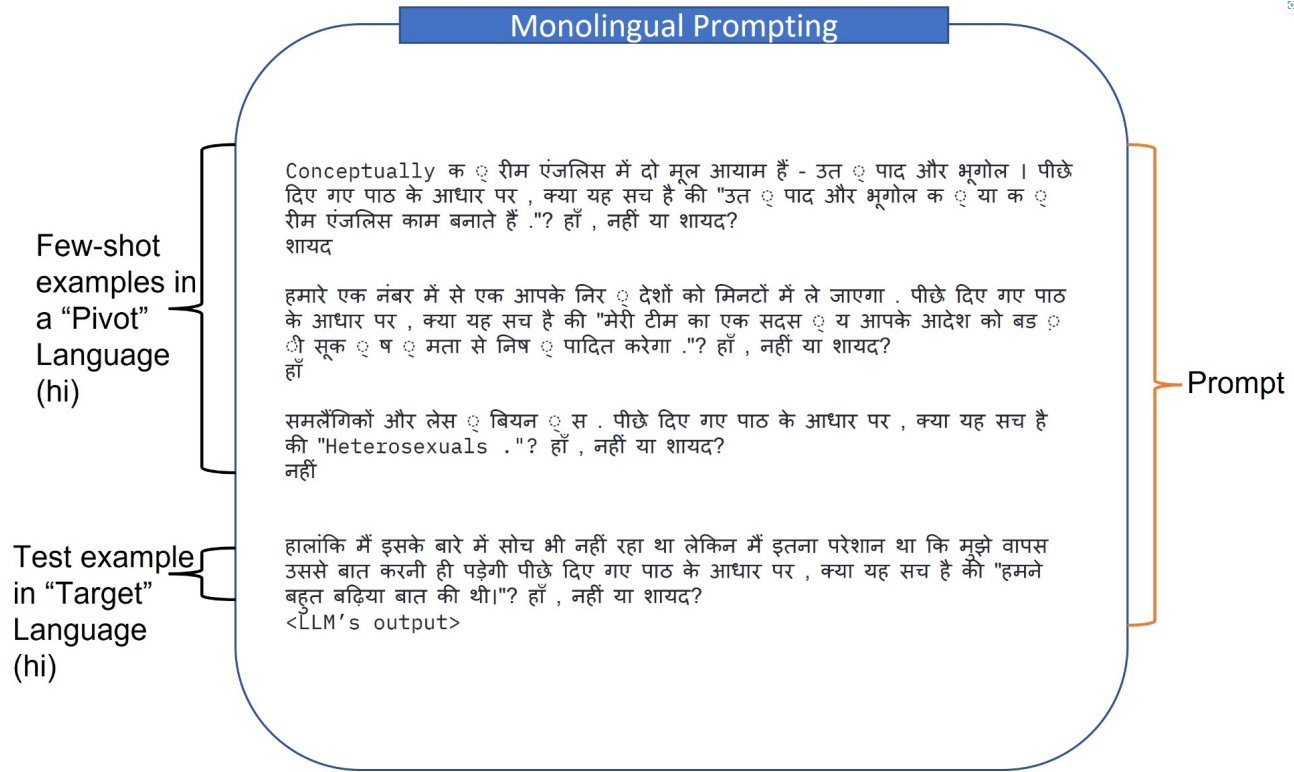 Monolingual Prompting
Few-shot
examples in
a “Pivot”
Language
(hi)
Conceptually क ् रीम एंजलिस में दो मूल आयाम हैं - उत ् पाद और भूगोल । पीछे
दिए गए पाठ के आधार पर , क्या यह सच है की "उत ् पाद और भूगोल क ् या क ्
रीम एंजलिस काम बनाते हैं ."? हाँ , नहीं या शायद?
शायद
हमारे एक नंबर में से एक आपके निर ् देशों को मिनटों में ले जाएगा . पीछे दिए गए पाठ
के आधार पर , क्या यह सच है की "मेरी टीम का एक सदस ् य आपके आदेश को बड ़
ी सूक ् ष ् मता से निष ् पादित करेगा ."? हाँ , नहीं या शायद?
हाँ
समलैंगिकों और लेस ् बियन ् स . पीछे दिए गए पाठ के आधार पर , क्या यह सच है
की "Heterosexuals ."? हाँ , नहीं या शायद?
नहीं
Test example
in “Target”
Language
(hi)
हालांकि मैं इसके बारे में सोच भी नहीं रहा था लेकिन मैं इतना परेशान था कि मुझे वापस
उससे बात करनी ही पड़ेगी पीछे दिए गए पाठ के आधार पर , क्या यह सच है की "हमने
बहुत बढ़िया बात की थी।"? हाँ , नहीं या शायद?
<LLM’s output>
Prompt